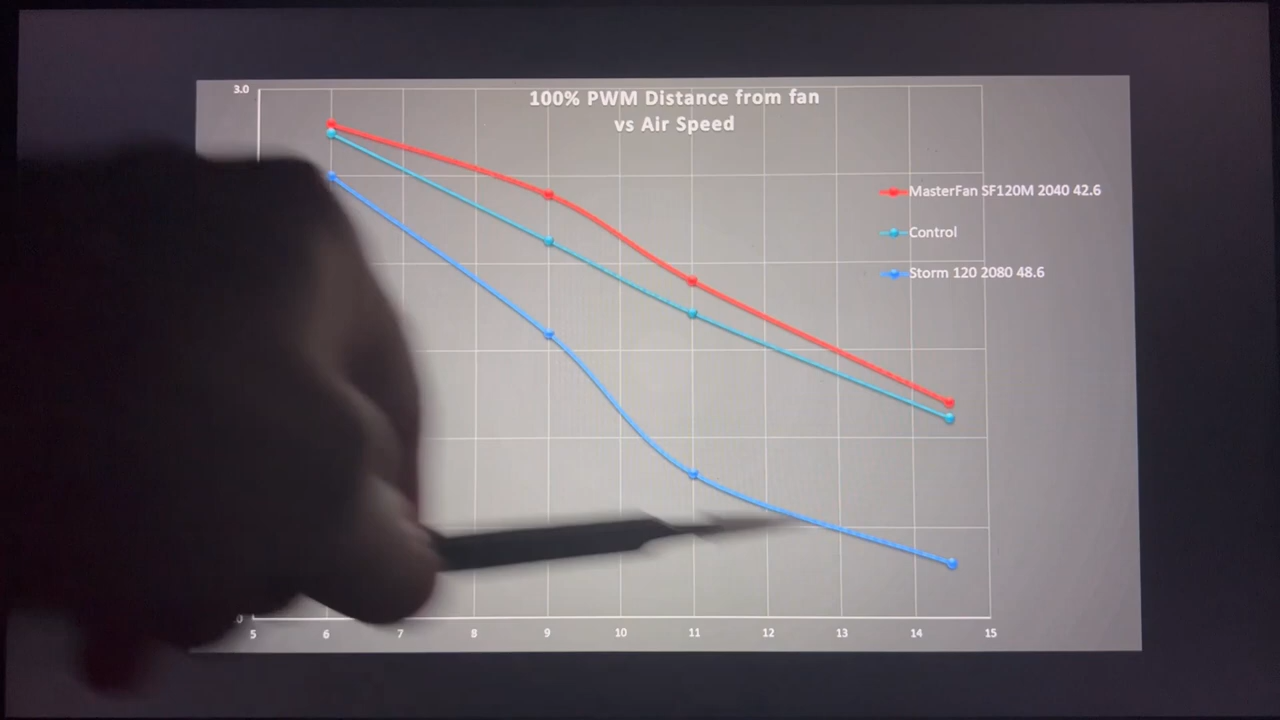 3.0
100% PWM Distance from fan
vs Air Speed
MasterFan SF120M 2040 42.6
Control
Storm 120 2080 48.6
5 6 7 8 9 10 11 12 13 14 15